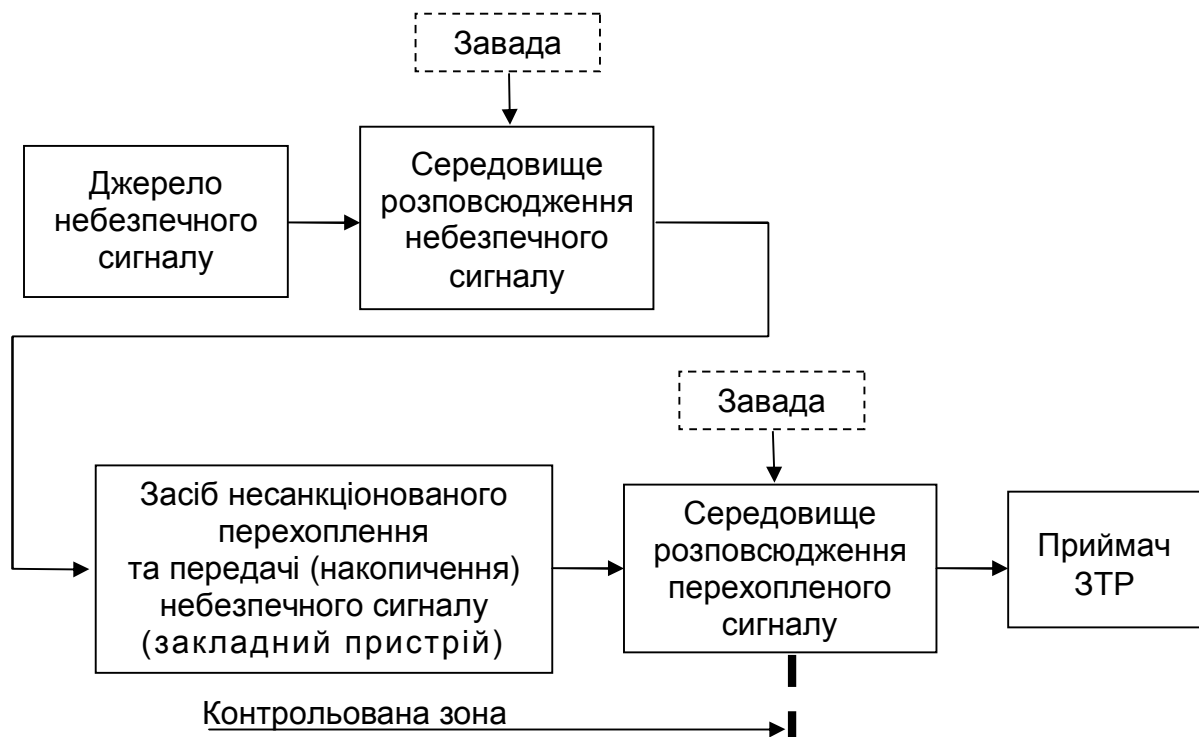 Завада
Джерело
небезпечного
сигналу
Середовище
розповсюдження
небезпечного
сигналу
Завада
Засіб несанкціонованого
перехоплення
та передачі (накопичення)
небезпечного сигналу
(закладний пристрій)
Середовище
розповсюдження
перехопленого
сигналу
Приймач
ЗТР
Контрольована зона